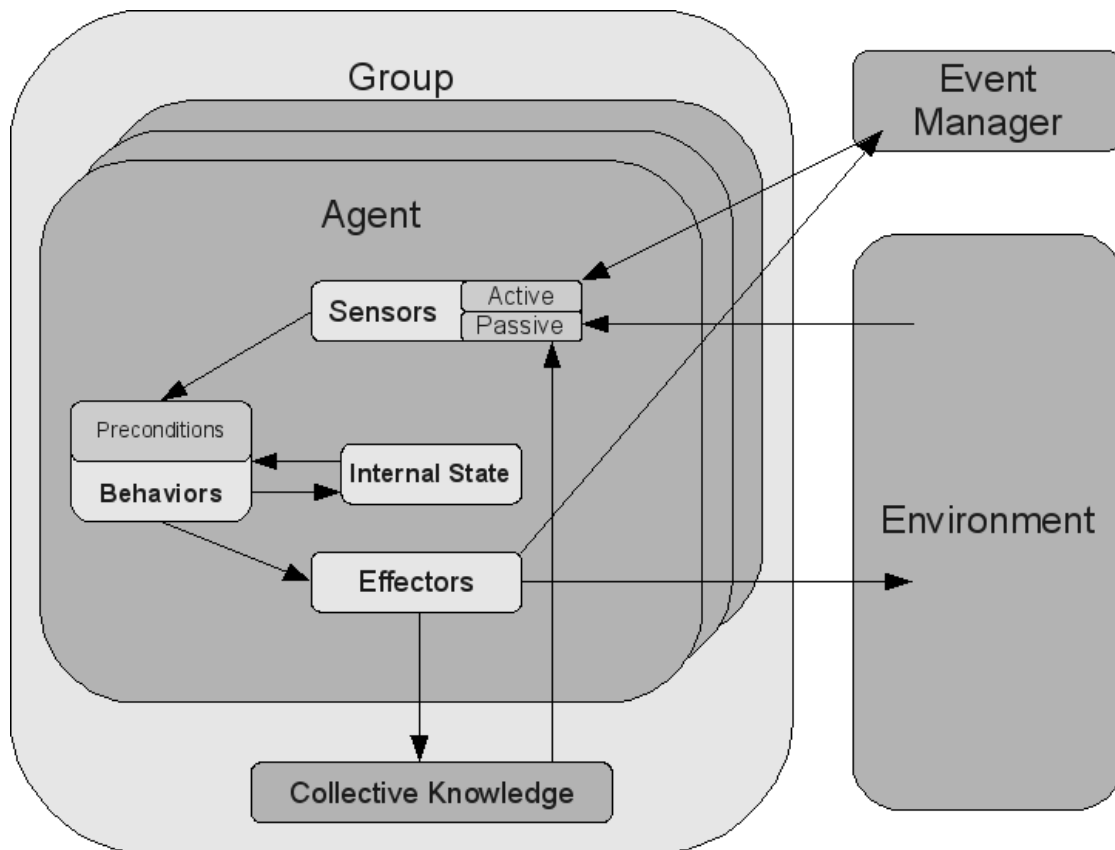 Group
Event
Manager
Agent
Sensors
Active
Passive
Preconditions
Behaviors
Internal State
Environment
Effectors
Collective Knowledge